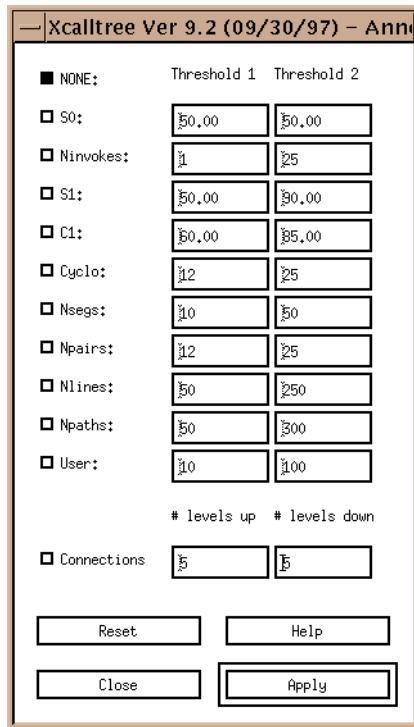 Xcalltree Ver 9.2 (09/30/97) – Ann
NONE: Threshold 1 Threshold 2
S0: 50.00 50.00
Ninvokes: 1 25
S1: 50.00 90.00
C1: 60.00 85.00
Cyclo: 12 25
Nsegs: 10 50
Npairs: 12 25
Nlines: 50 250
Npaths: 50 300
User: 10 100
# levels up # levels down
Connections 5 5
Reset Help
Close Apply